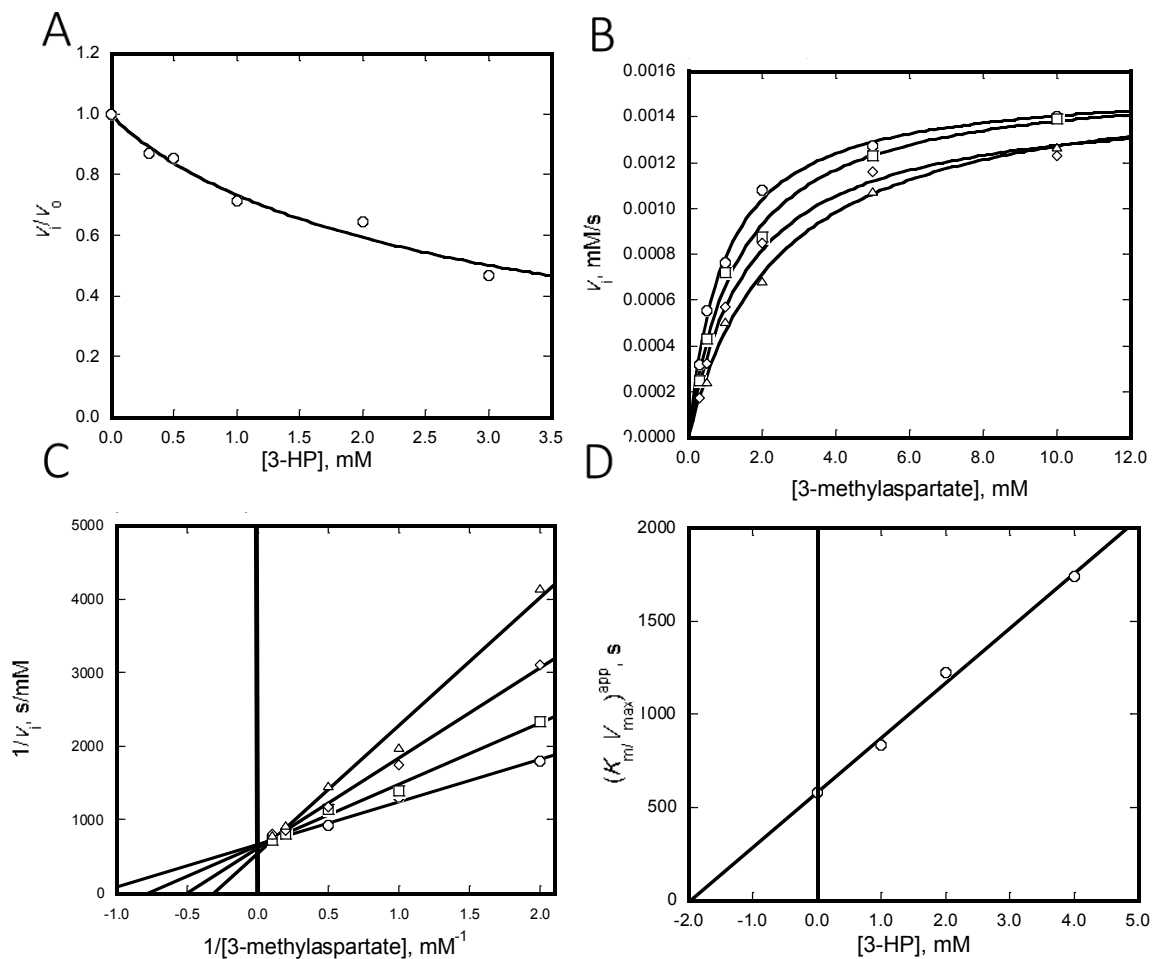 A
1.2
1.0
0.8
0.6
0.4
0.2
0.0
V_i/V_0
0.0 0.5 1.0 1.5 2.0 2.5 3.0 3.5
[3-HP], mM
B
0.0016
0.0014
0.0012
0.0010
0.0008
0.0006
0.0004
0.0002
0.0000
V_i, mM/s
0.0 2.0 4.0 6.0 8.0 10.0 12.0
[3-methylaspartate], mM
C
5000
4000
3000
2000
1000
0
1/v_i, s/mM
-1.0 -0.5 0.0 0.5 1.0 1.5 2.0
1/[3-methylaspartate], mM^-1
D
2000
1500
1000
500
0
(K_m/ V_max)^app, s
-2.0 -1.0 0.0 1.0 2.0 3.0 4.0 5.0
[3-HP], mM